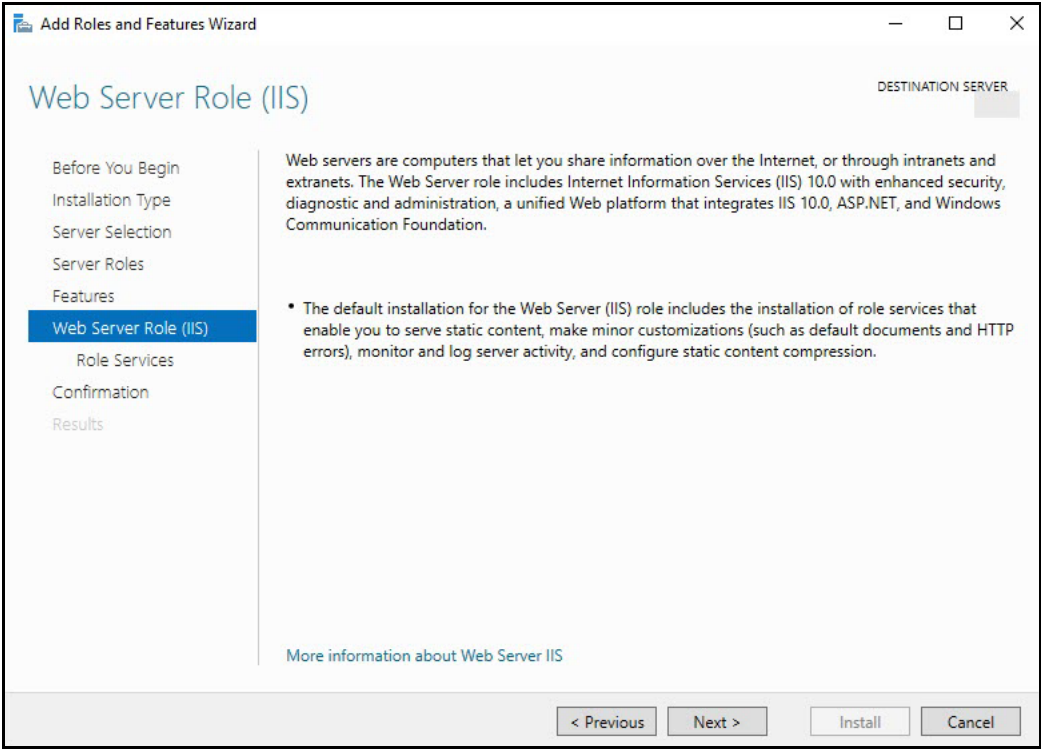 Add Roles and Features Wizard
Web Server Role (IIS)
DESTINATION SERVER
Before You Begin
Installation Type
Server Selection
Server Roles
Features
Web Server Role (IIS)
Role Services
Confirmation
Results
Web servers are computers that let you share information over the Internet, or through intranets and
extranets. The Web Server role includes Internet Information Services (IIS) 10.0 with enhanced security,
diagnostic and administration, a unified Web platform that integrates IIS 10.0, ASP.NET, and Windows
Communication Foundation.
• The default installation for the Web Server (IIS) role includes the installation of role services that
enable you to serve static content, make minor customizations (such as default documents and HTTP
errors), monitor and log server activity, and configure static content compression.
More information about Web Server IIS
< Previous
Next >
Install
Cancel